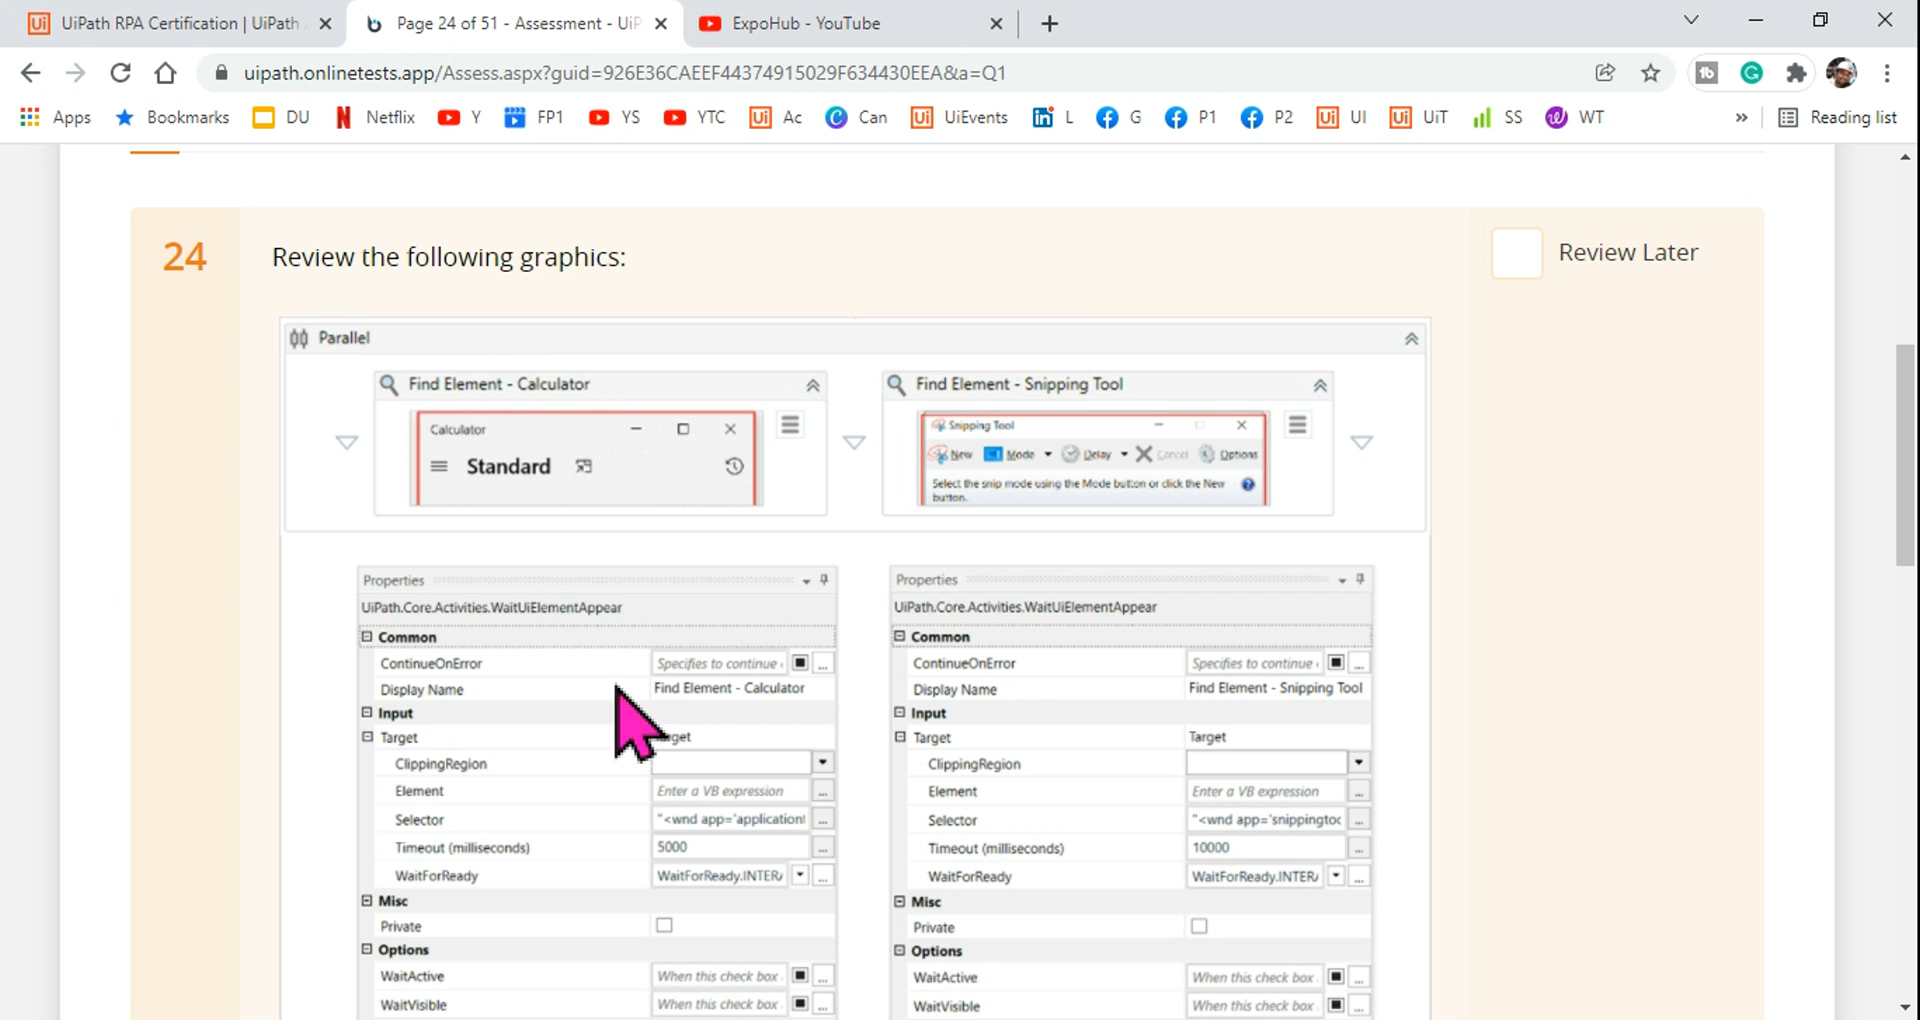 UiPath RPA Certification | UiPath
Page 24 of 51 - Assessment - UiP
ExpoHub - YouTube
uipath.onlinetests.app/Assess.aspx?guid=926E36CAEEF44374915029F634430EEA&a=Q1
Apps
Bookmarks
DU
Netflix
Y
FP1
YS
YTC
Ac
Can
UiEvents
L
G
P1
P2
UI
UiT
SS
WT
Reading list
24
Review the following graphics:
Review Later
Parallel
Find Element - Calculator
Find Element - Snipping Tool
Calculator
Standard
Snipping Tool
New Mode Delay Cancel Options
Select the snip mode using the Mode button or click the New
button.
Properties
UiPath.Core.Activities.WaitUiElementAppear
Common
ContinueOnError Specifies to continue
Display Name Find Element - Calculator
Input
Target
ClippingRegion
Element Enter a VB expression ...
Selector "<wnd app='application ...
Timeout (milliseconds) 5000 ...
WaitForReady WaitForReady.INTER ...
Misc
Private
Options
WaitActive When this check box ...
WaitVisible When this check box ...
Properties
UiPath.Core.Activities.WaitUiElementAppear
Common
ContinueOnError Specifies to continue ...
Display Name Find Element - Snipping Tool
Input
Target Target
ClippingRegion
Element Enter a VB expression ...
Selector "<wnd app='snippingtoc ...
Timeout (milliseconds) 10000 ...
WaitForReady WaitForReady.INTER ...
Misc
Private
Options
WaitActive When this check box ...
WaitVisible When this check box ...